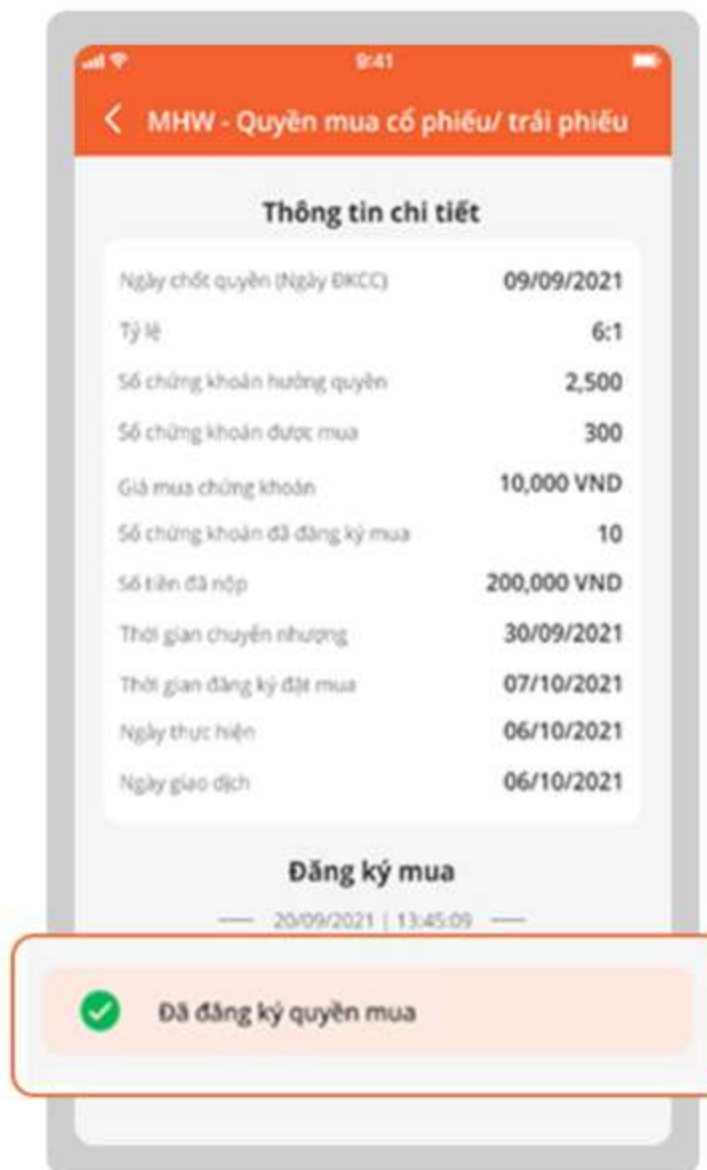 9:41
MHW - Quyền mua cổ phiếu/ trái phiếu
Thông tin chi tiết
Ngày chốt quyền (Ngày ĐKCC) 09/09/2021
Tỷ lệ 6:1
Số chứng khoán hưởng quyền 2,500
Số chứng khoán được mua 300
Giá mua chứng khoán 10,000 VND
Số chứng khoán đã đăng ký mua 10
Số tiền đã nộp 200,000 VND
Thời gian chuyển nhượng 30/09/2021
Thời gian đăng ký đặt mua 07/10/2021
Ngày thực hiện 06/10/2021
Ngày giao dịch 06/10/2021
Đăng ký mua
20/09/2021 | 13:45:09
Đã đăng ký quyền mua